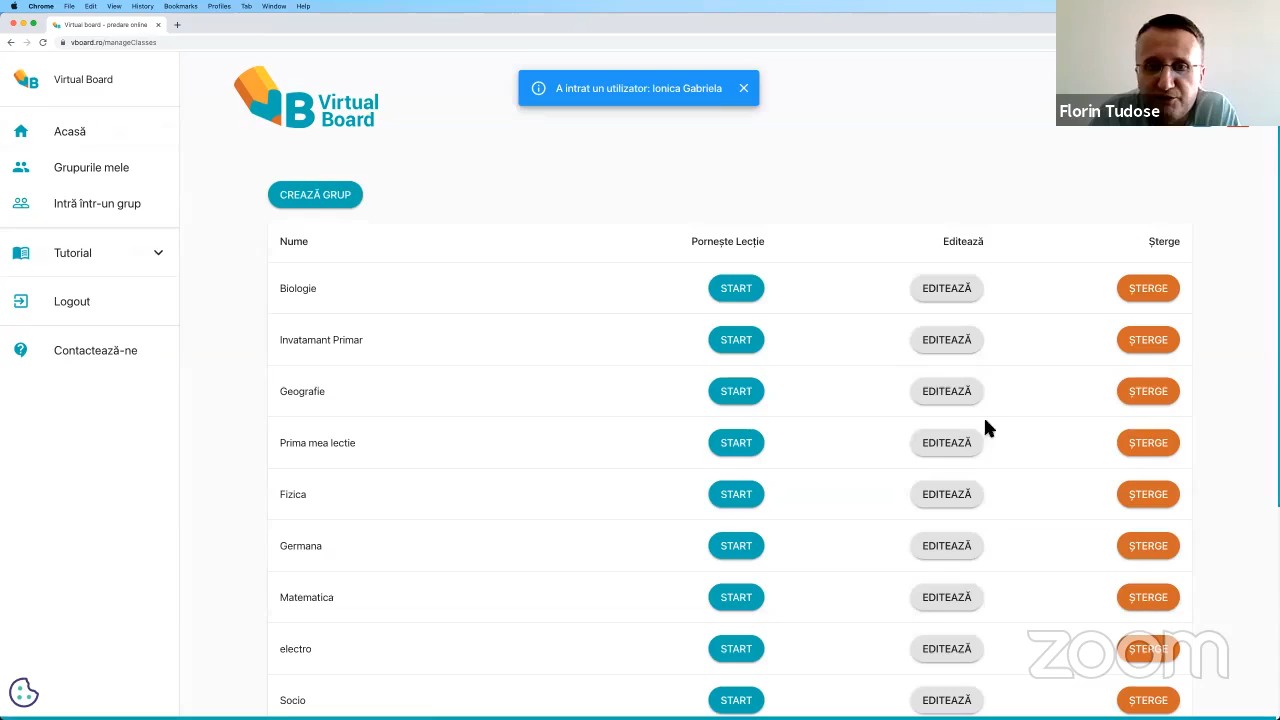 Chrome File Edit View History Bookmarks Profiles Tab Window Help
Virtual board - predare online
vboard.ro/manageClasses
Virtual Board
Acasă
Grupurile mele
Intră într-un grup
Tutorial
Logout
Contactează-ne
VB Virtual
Board
A intrat un utilizator: Ionica Gabriela
Florin Tudose
CREAZĂ GRUP
Nume Pornește Lecție Editează Șterge
Biologie START EDITEAZĂ ȘTERGE
Invatamant Primar START EDITEAZĂ ȘTERGE
Geografie START EDITEAZĂ ȘTERGE
Prima mea lectie START EDITEAZĂ ȘTERGE
Fizica START EDITEAZĂ ȘTERGE
Germana START EDITEAZĂ ȘTERGE
Matematica START EDITEAZĂ ȘTERGE
electro START EDITEAZĂ ȘTERGE
Socio START EDITEAZĂ ȘTERGE
zoom